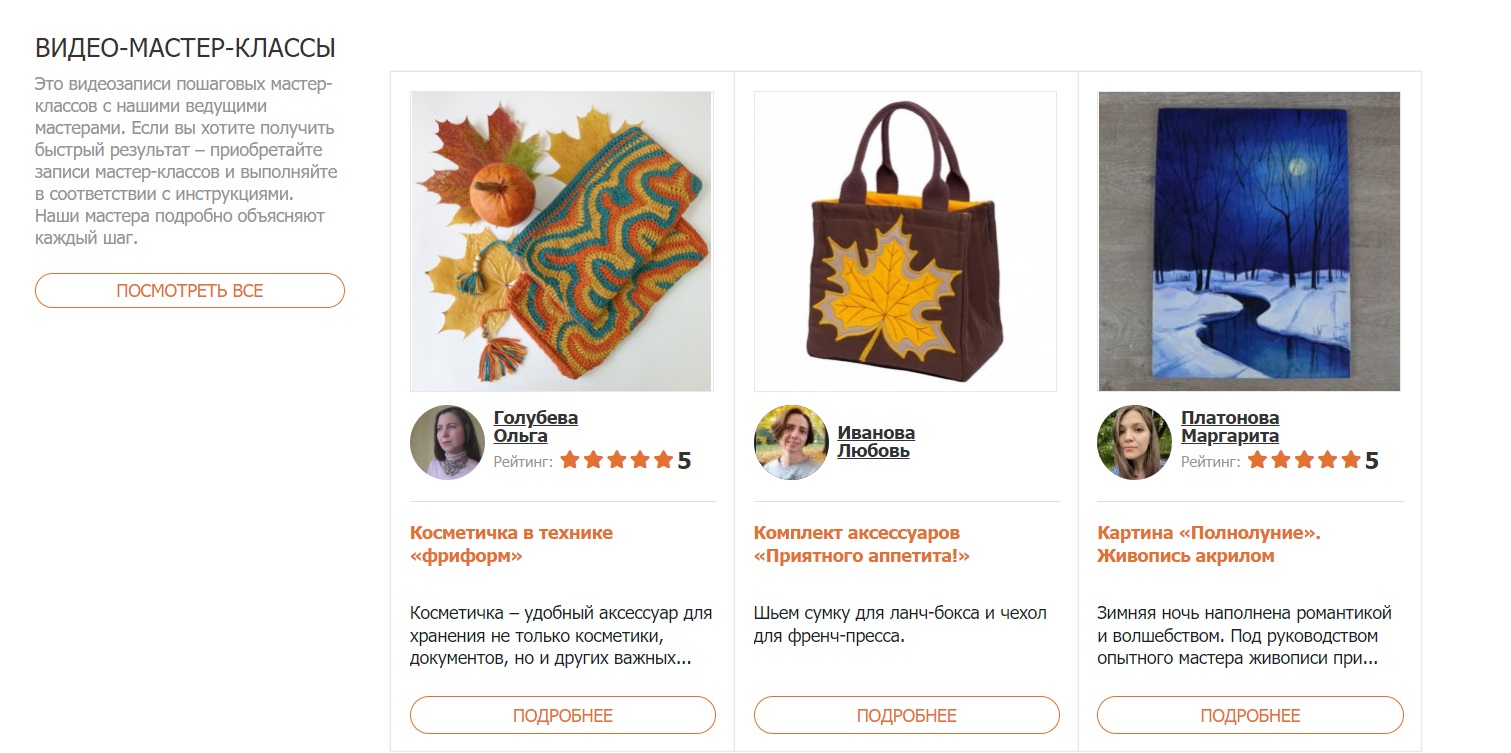 ВИДЕО-МАСТЕР-КЛАССЫ
Это видеозаписи пошаговых мастер-
классов с нашими ведущими
мастерами. Если вы хотите получить
быстрый результат – приобретайте
записи мастер-классов и выполняйте
в соответствии с инструкциями.
Наши мастера подробно объясняют
каждый шаг.
ПОСМОТРЕТЬ ВСЕ
Голубева
Ольга
Рейтинг: 5
Косметичка в технике
«фриформ»
Косметичка – удобный аксессуар для
хранения не только косметики,
документов, но и других важных...
ПОДРОБНЕЕ
Иванова
Любовь
Комплект аксессуаров
«Приятного аппетита!»
Шьем сумку для ланч-бокса и чехол
для френч-пресса.
ПОДРОБНЕЕ
Платонова
Маргарита
Рейтинг: 5
Картина «Полнолуние».
Живопись акрилом
Зимняя ночь наполнена романтикой
и волшебством. Под руководством
опытного мастера живописи при...
ПОДРОБНЕЕ